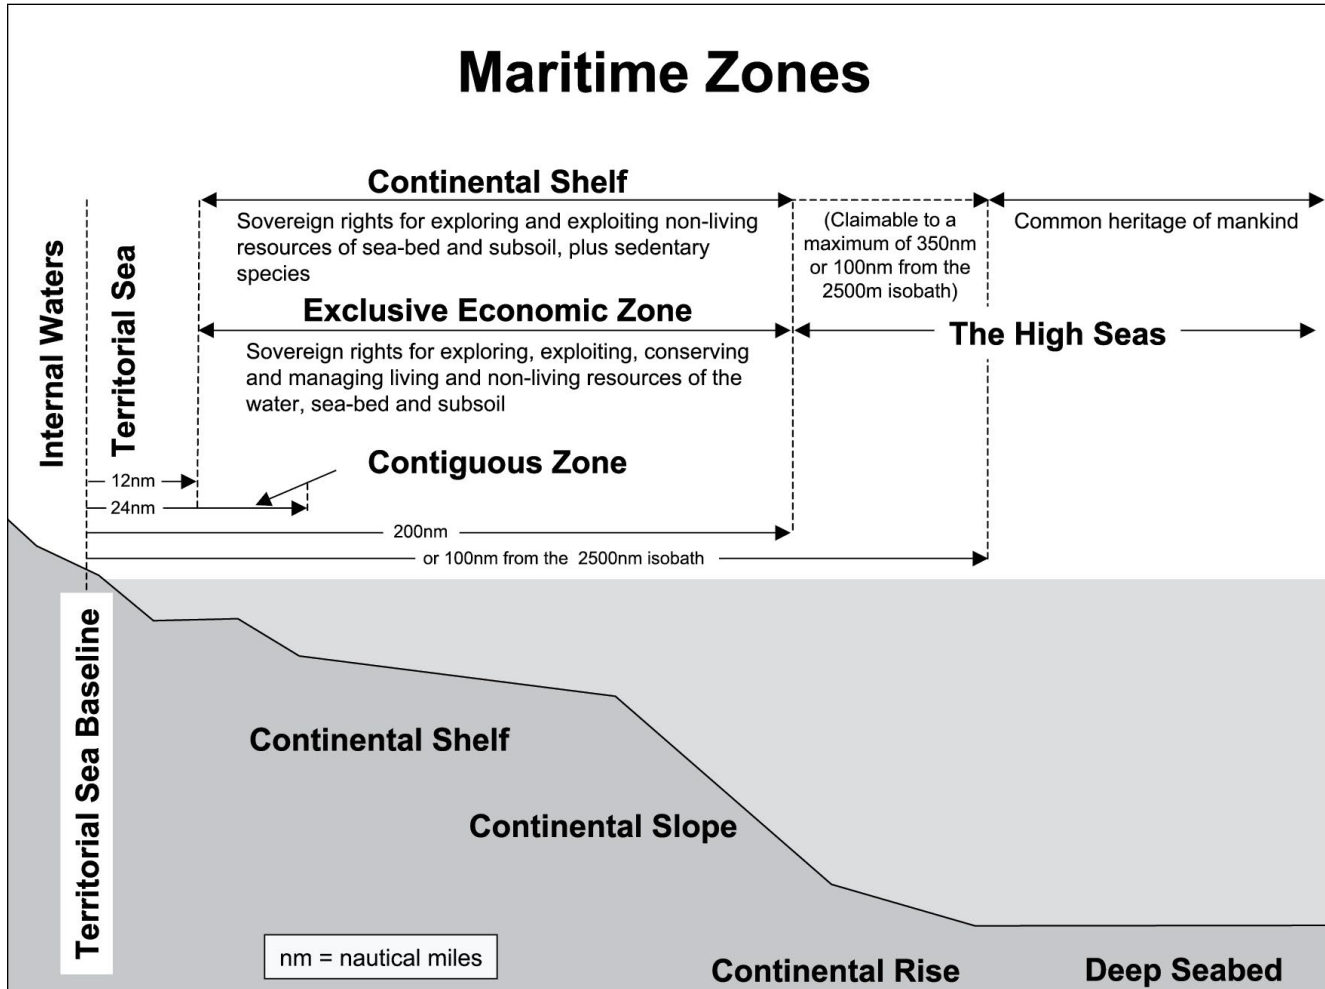 Maritime Zones
Continental Shelf
Sovereign rights for exploring and exploiting non-living
resources of sea-bed and subsoil, plus sedentary
species
(Claimable to a
maximum of 350nm
or 100nm from the
2500m isobath)
Common heritage of mankind
Internal Waters
Territorial Sea
Exclusive Economic Zone
Sovereign rights for exploring, exploiting, conserving
and managing living and non-living resources of the
water, sea-bed and subsoil
The High Seas
Contiguous Zone
12nm
24nm
200nm
or 100nm from the 2500nm isobath
Territorial Sea Baseline
Continental Shelf
Continental Slope
nm = nautical miles
Continental Rise
Deep Seabed